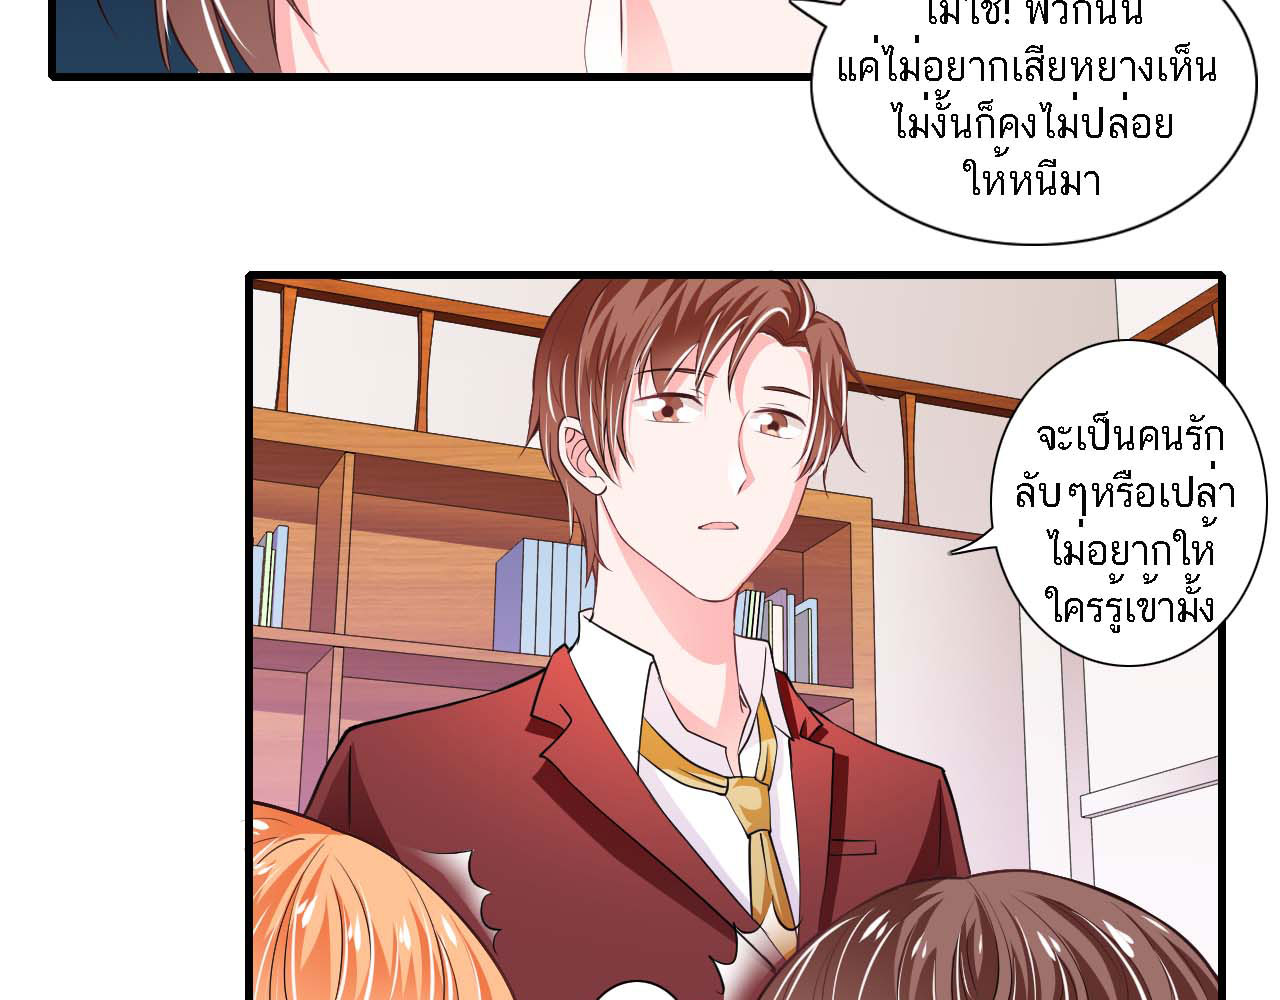 ไม่ใช่! พวกนั้น
แค่ไม่อยากเสียหยางเห็น
ไม่งั้นก็คงไม่ปล่อย
ให้หนีมา
จะเป็นคนรัก
ลับๆหรือเปล่า
ไม่อยากให้
ใครรู้เข้ามั้ง